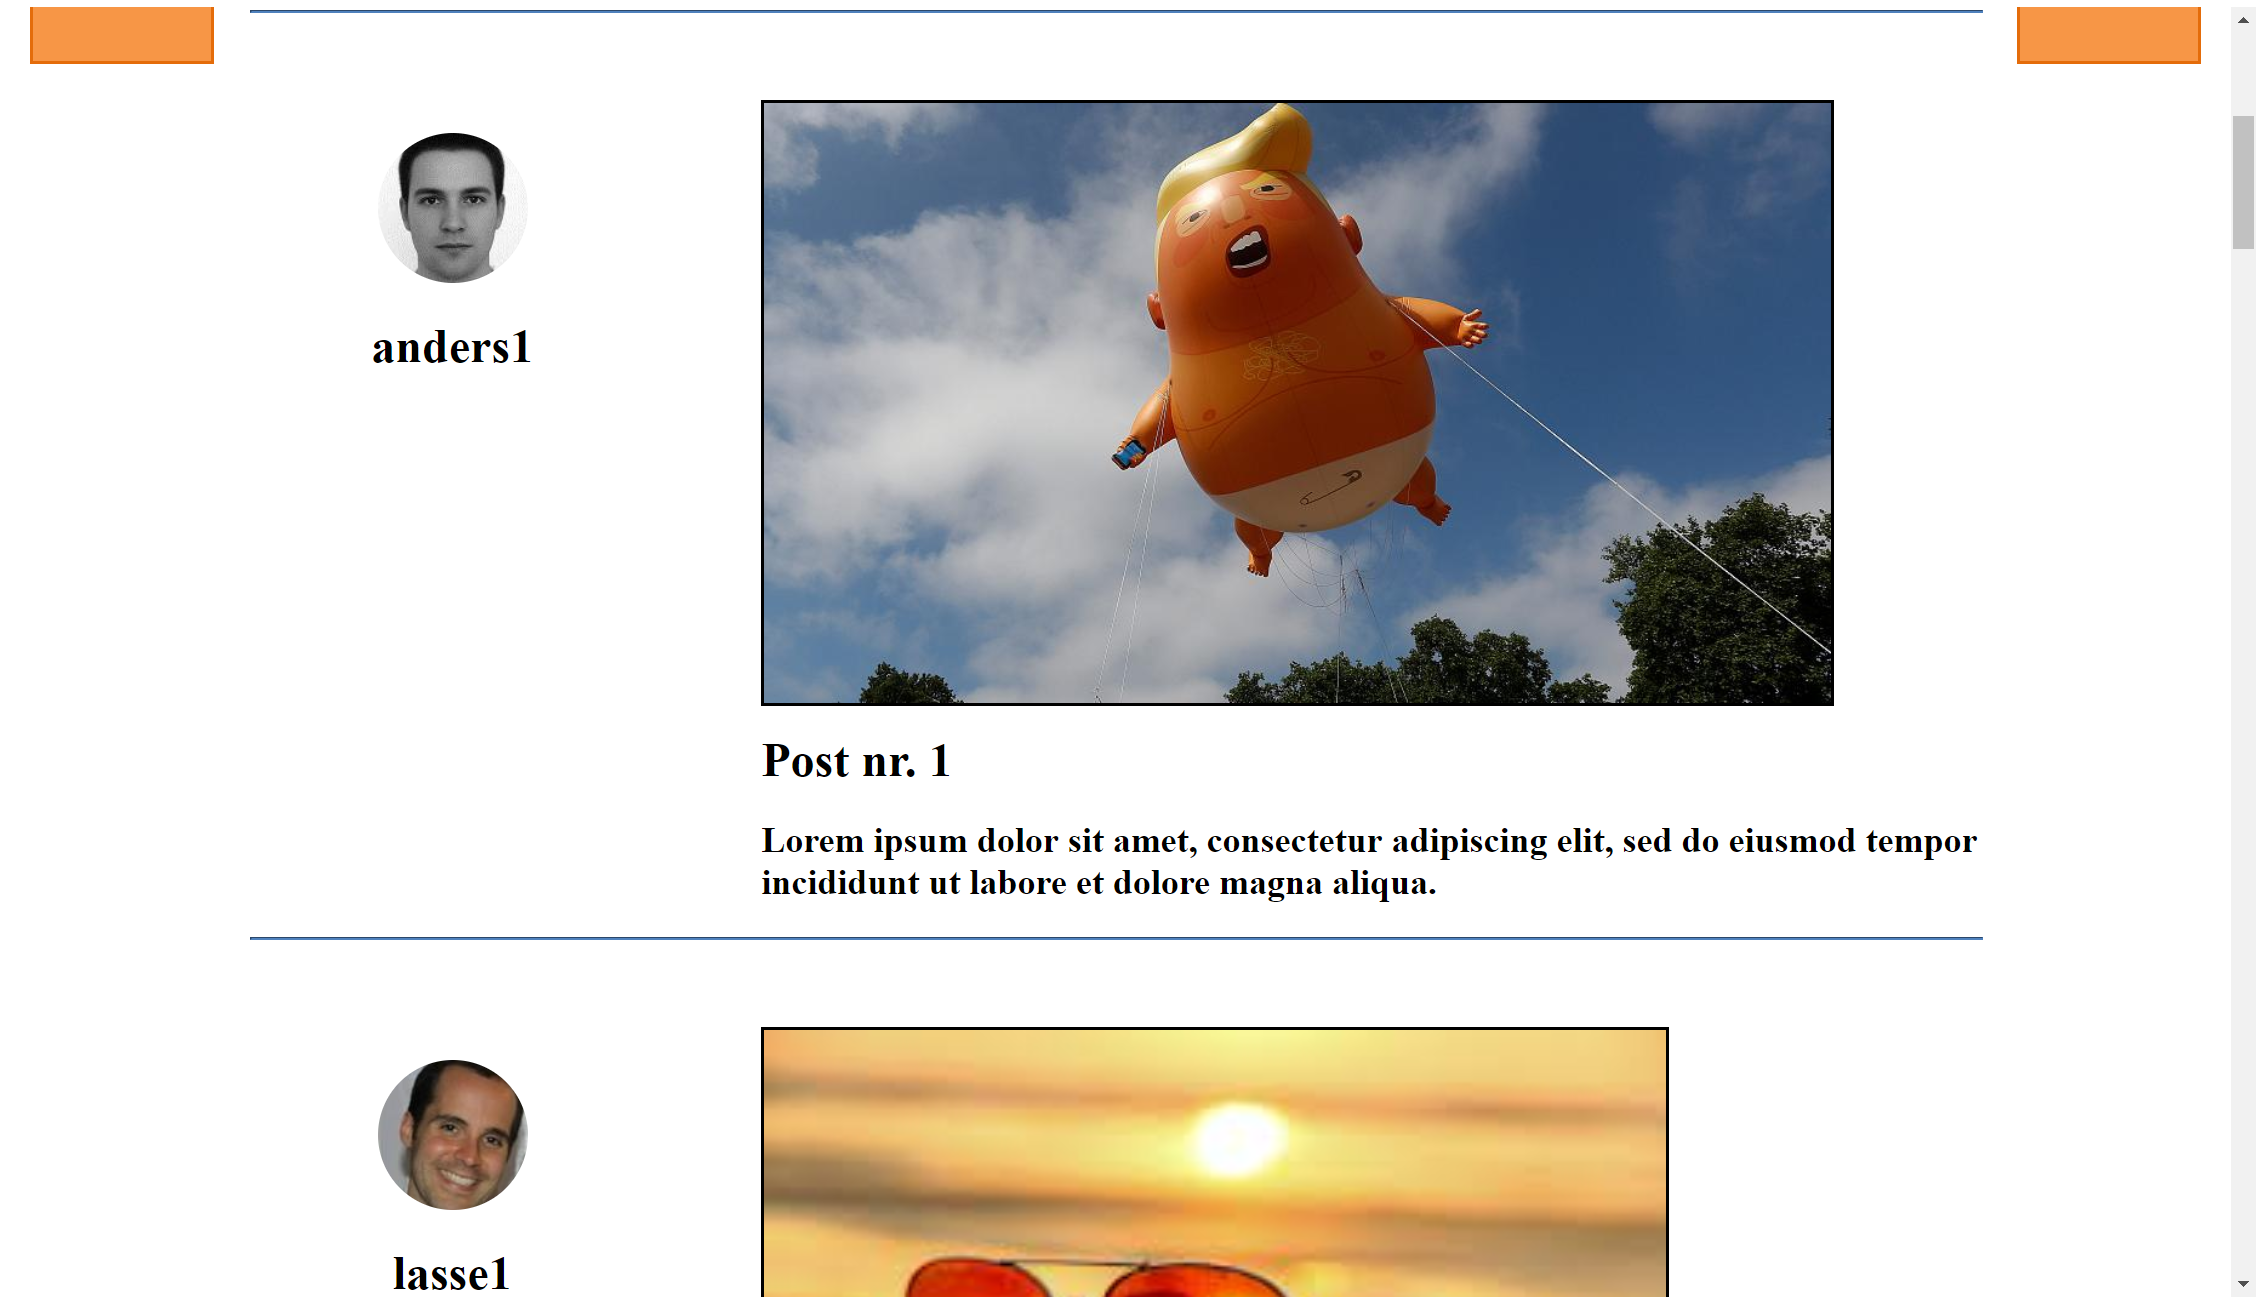 anders1
Post nr. 1
Lorem ipsum dolor sit amet, consectetur adipiscing elit, sed do eiusmod tempor
incididunt ut labore et dolore magna aliqua.
lasse1